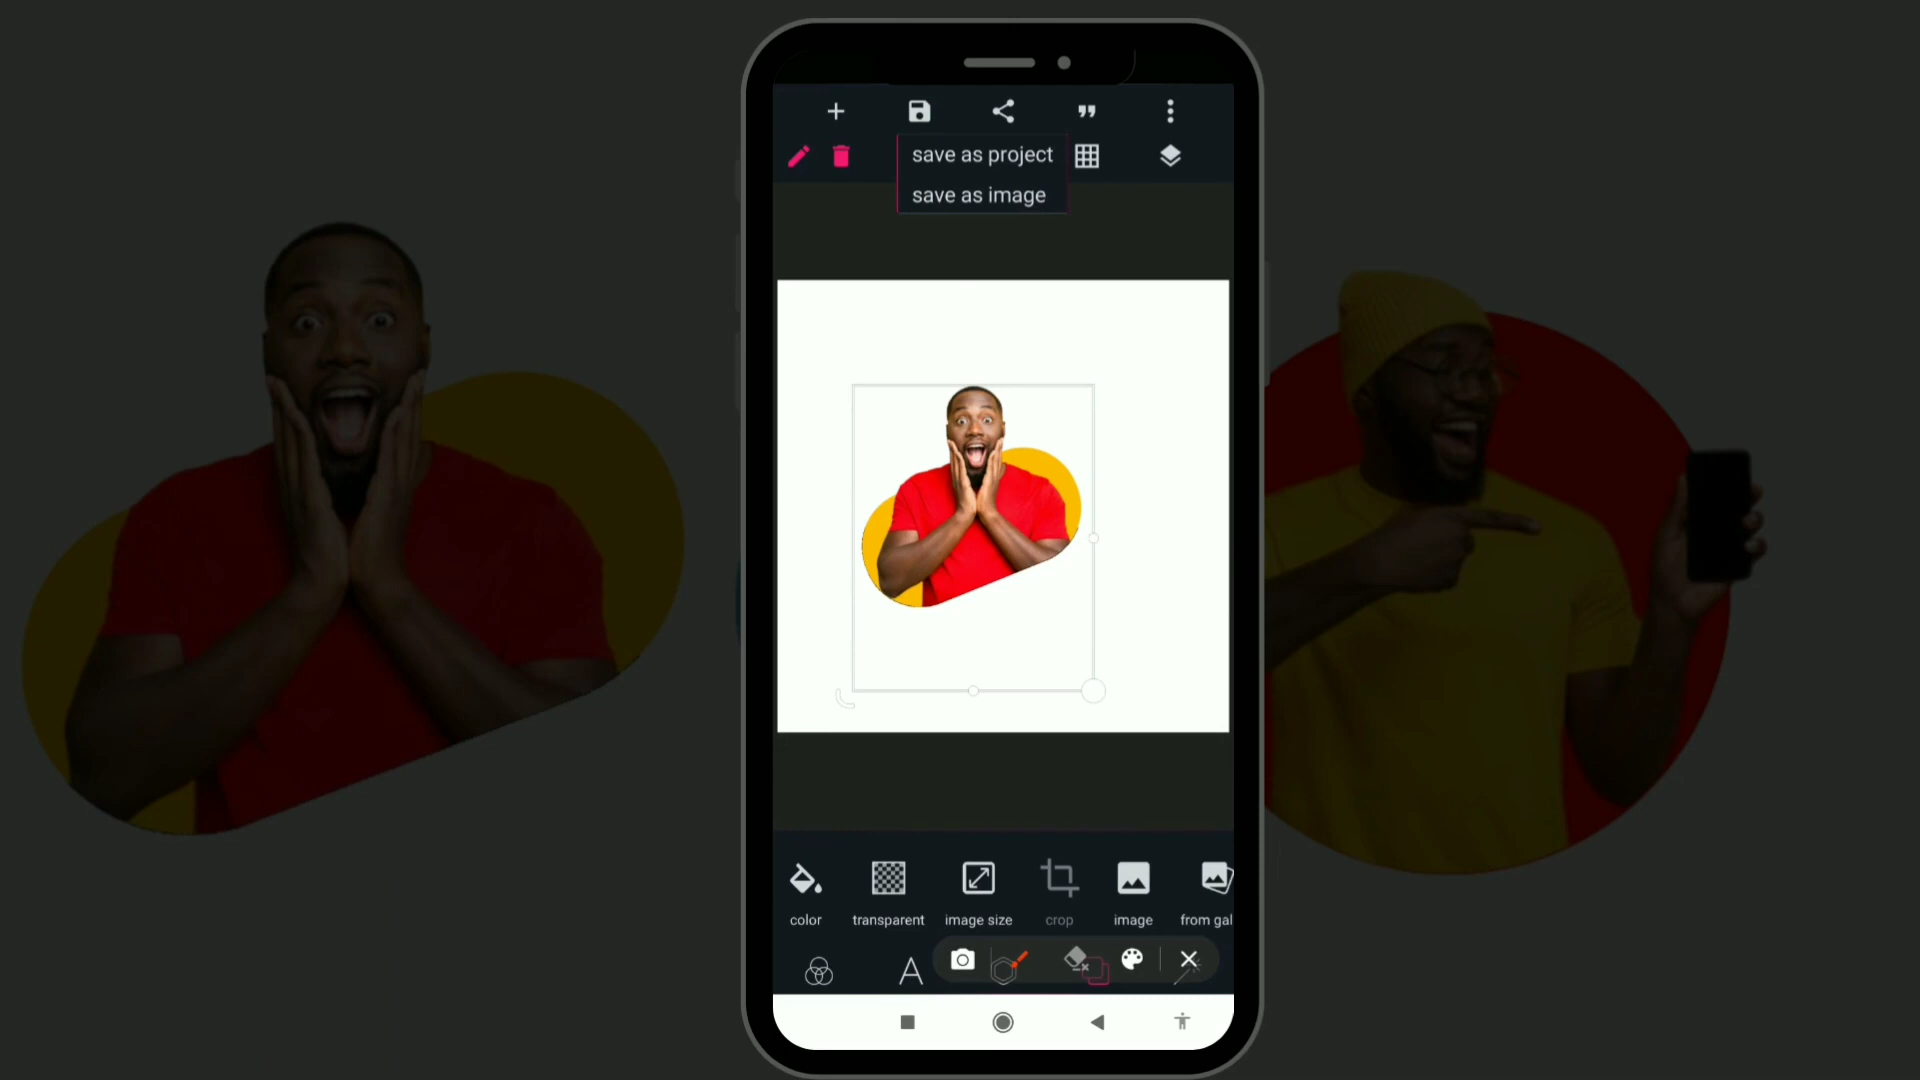 save as project
save as image
color
transparent
image size
crop
image
from gal